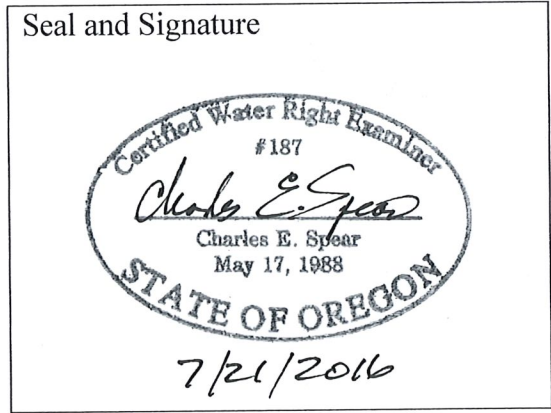 Seal and Signature
Certified Water Right Examiner
#187
Charles E. Spear
Charles E. Spear
May 17, 1988
STATE OF OREGON
7/21/2016